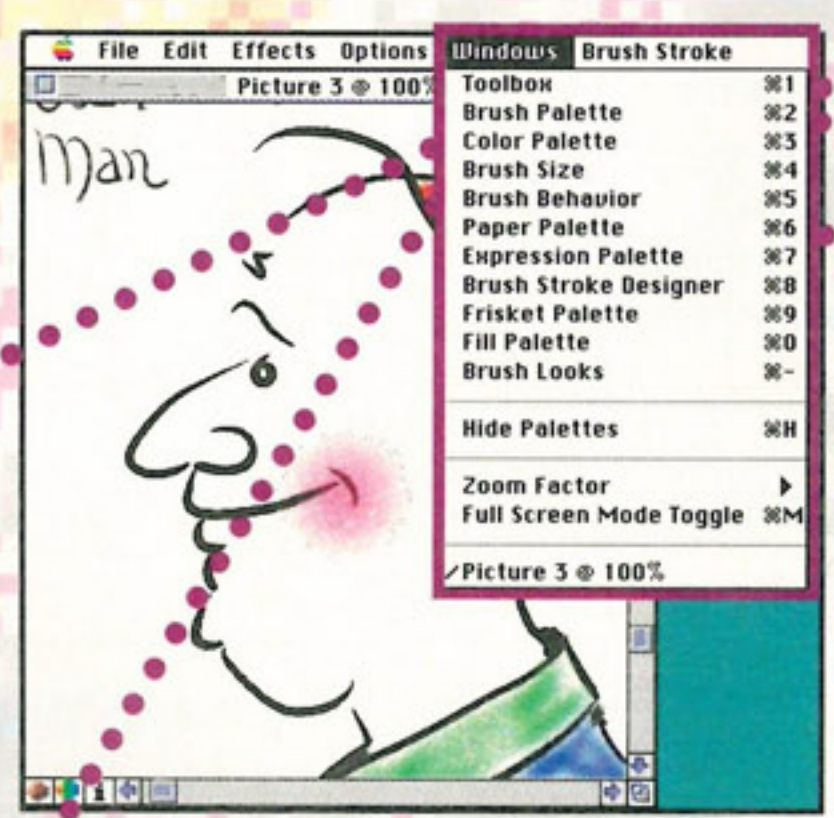 File Edit Effects Options Windows Brush Stroke
Picture 3 @ 100%
Man
Toolbox ⌘1
Brush Palette ⌘2
Color Palette ⌘3
Brush Size ⌘4
Brush Behavior ⌘5
Paper Palette ⌘6
Expression Palette ⌘7
Brush Stroke Designer ⌘8
Frisket Palette ⌘9
Fill Palette ⌘0
Brush Looks ⌘-
Hide Palettes ⌘H
Zoom Factor
Full Screen Mode Toggle ⌘M
✓Picture 3 @ 100%